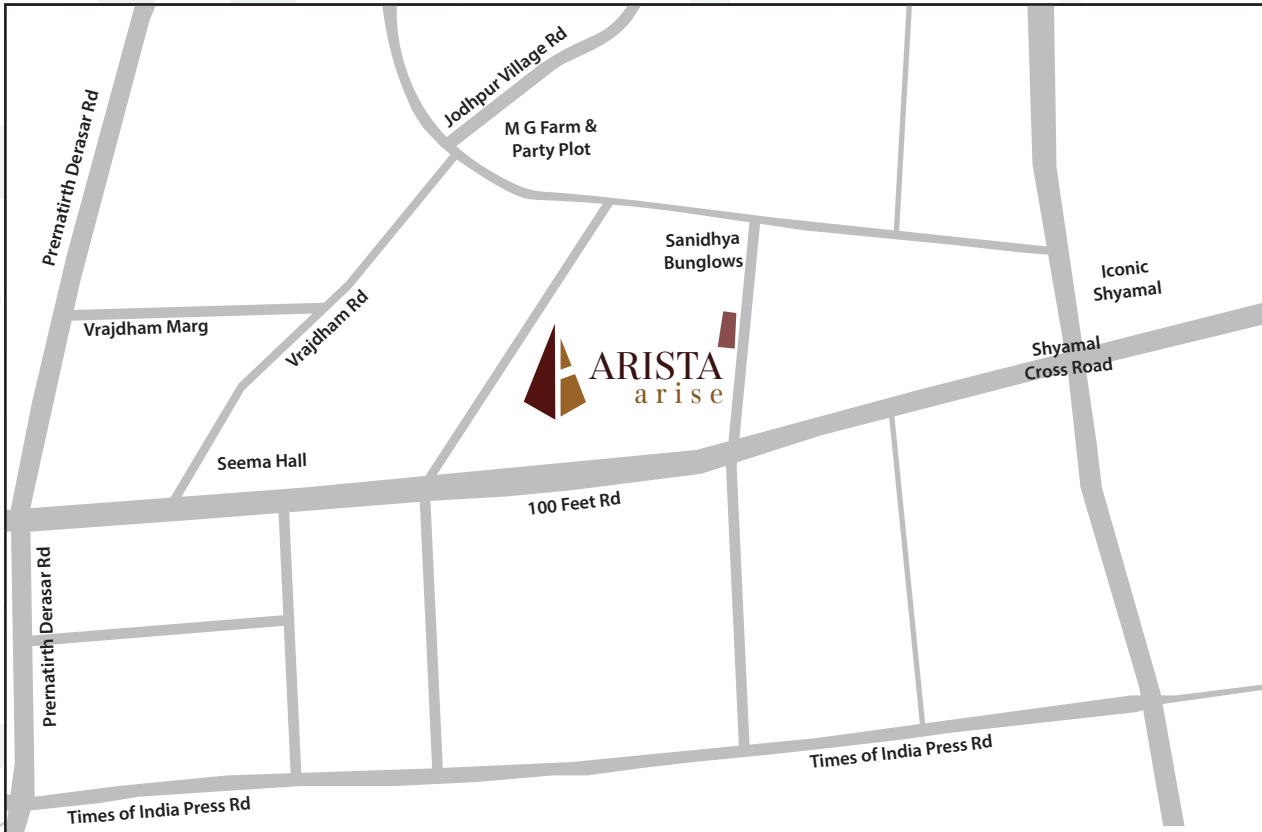 Jodhpur Village Rd
Prernatirth Derasar Rd
M G Farm &
Party Plot
Sanidhya
Bunglows
Iconic
Shyamal
Vrajdham Marg
Vrajdham Rd
Shyamal
Cross Road
ARISTA
arise
Seema Hall
100 Feet Rd
Prernatirth Derasar Rd
Times of India Press Rd
Times of India Press Rd